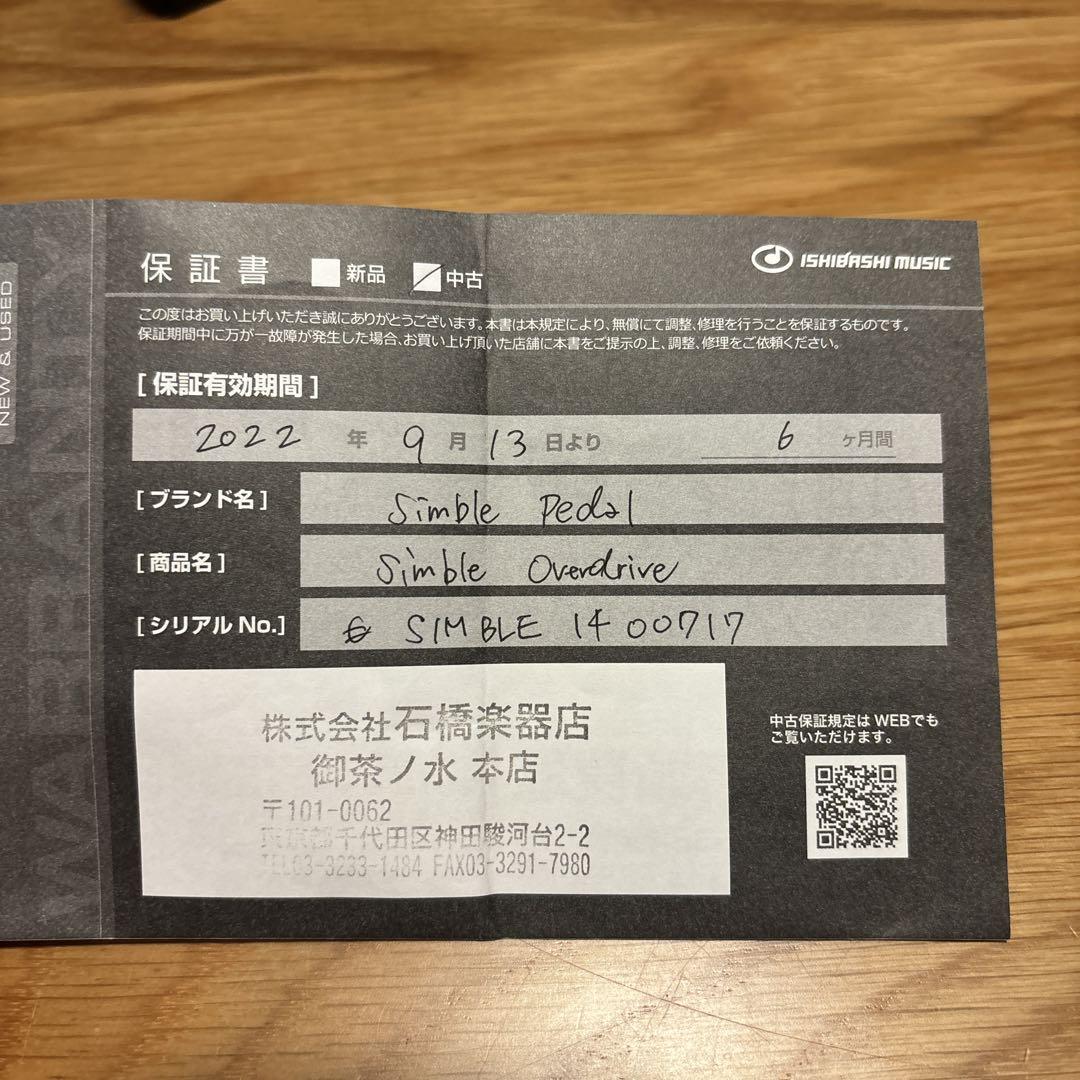 保証書 新品 中古
ISHIBASHI MUSIC
この度はお買い上げいただき誠にありがとうございます。本書は本規定により、無償にて調整、修理を行うことを保証するものです。
保証期間中に万が一故障が発生した場合、お買い上げ頂いた店舗に本書をご提示の上、調整、修理をご依頼ください。
[ 保証有効期間 ]
2022 年 9 月 13 日より 6 ヶ月間
[ ブランド名 ] Simble Pedal
[ 商品名 ] Simble Overdrive
[ シリアル No.] SIMBLE 1400717
株式会社石橋楽器店
御茶ノ水 本店
〒101-0062
東京都千代田区神田駿河台2-2
TEL03-3233-1484 FAX03-3291-7980
中古保証規定は WEBでも
ご覧いただけます。
NEW & USED
WARRANTY